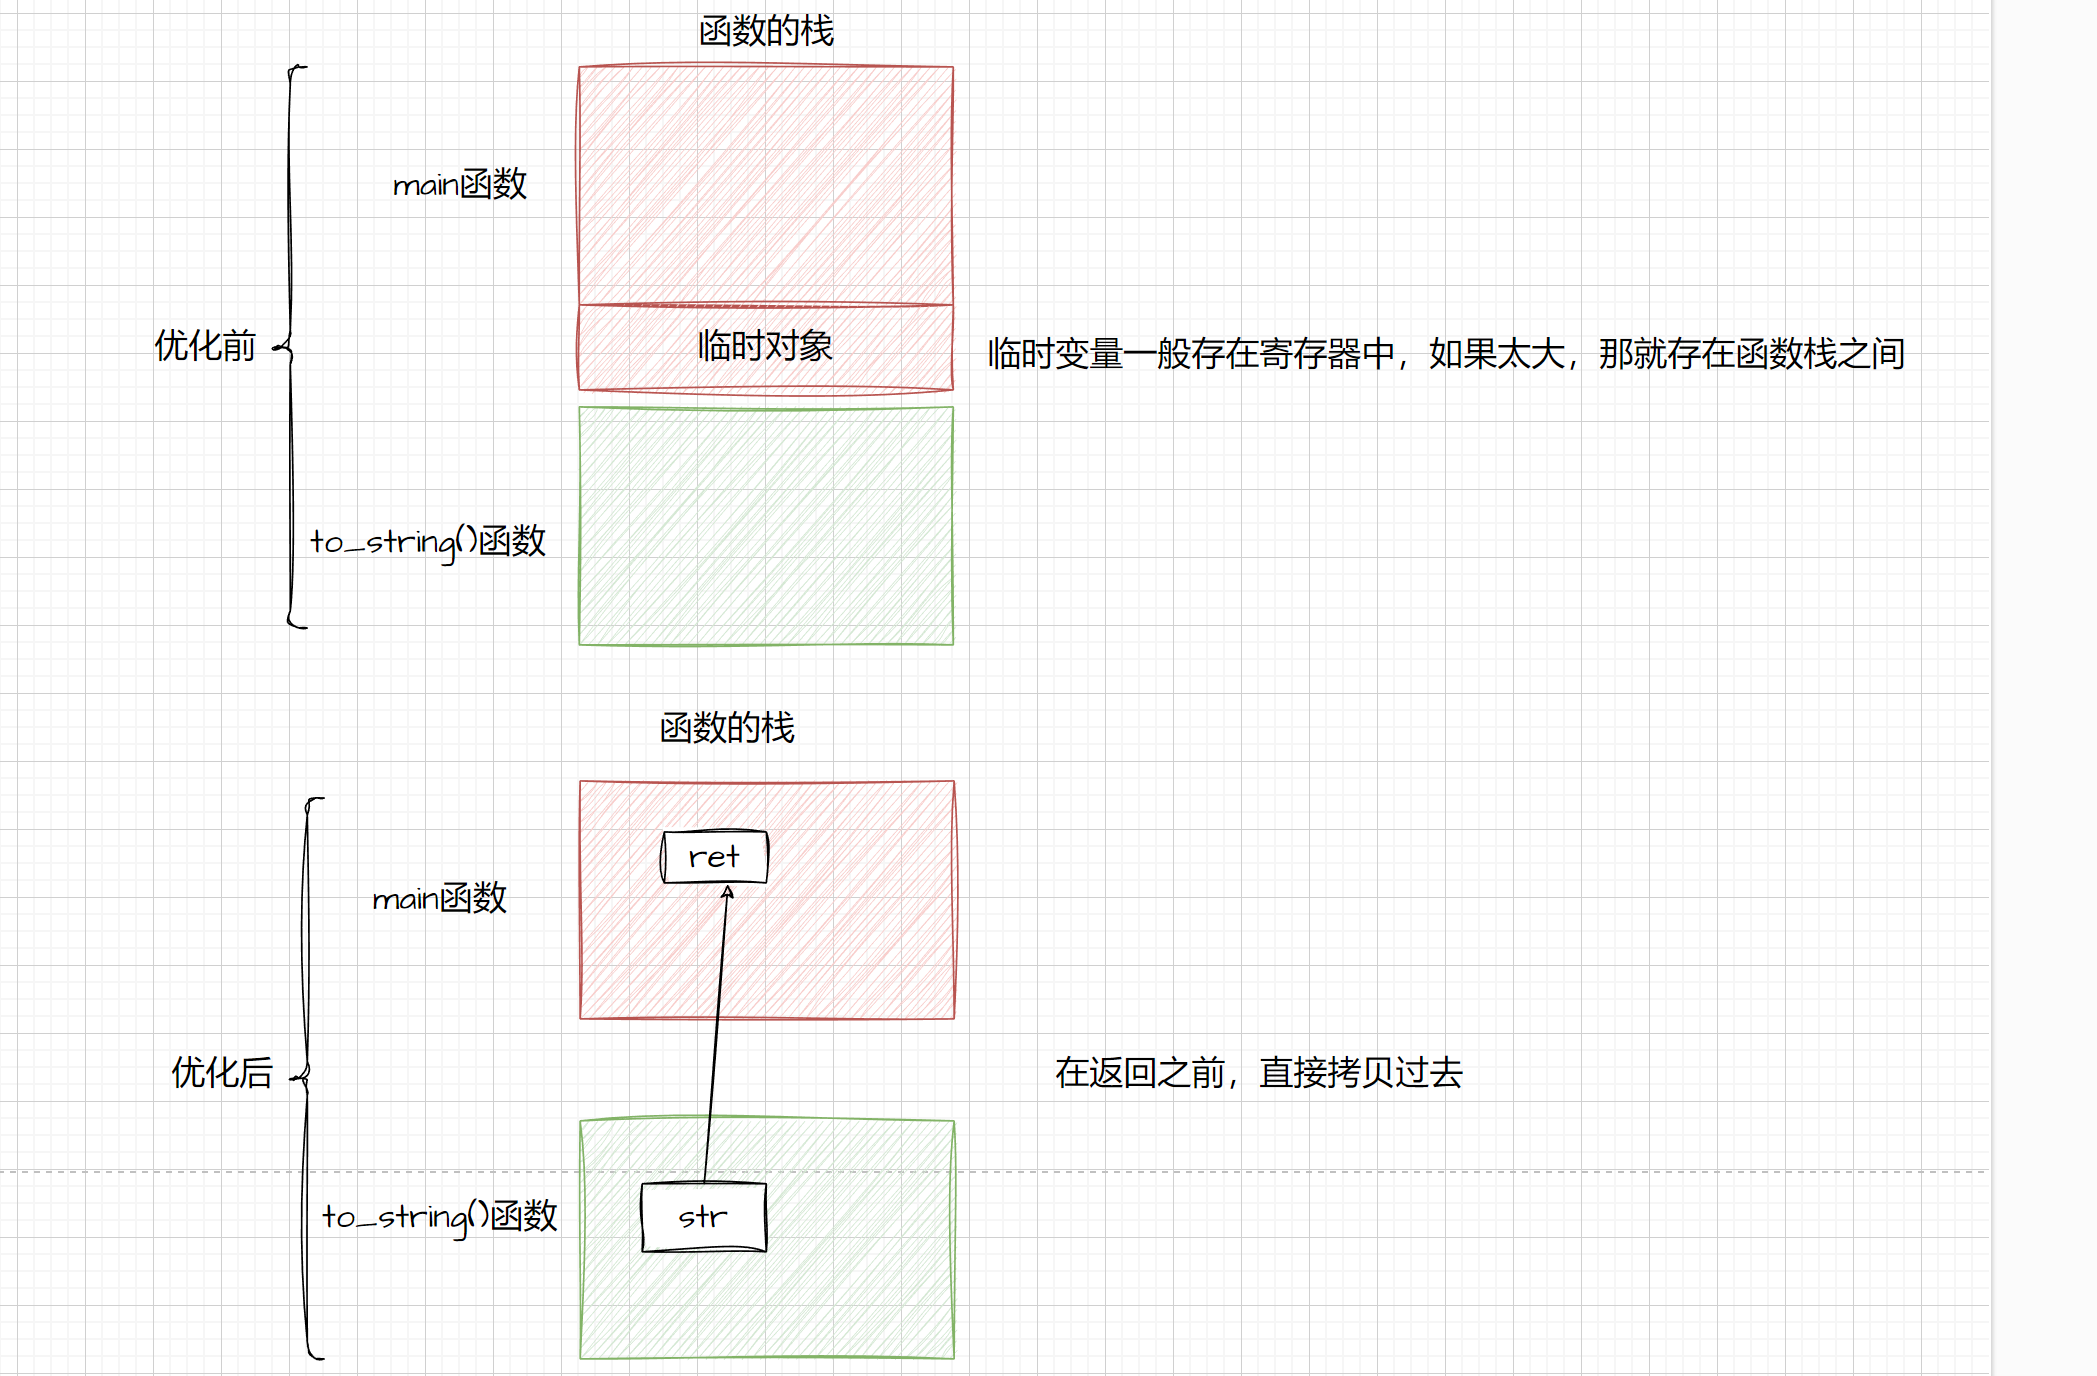 函数的栈
main函数
优化前
临时对象
临时变量一般存在寄存器中，如果太大，那就存在函数栈之间
to_string()函数
函数的栈
ret
main函数
优化后
在返回之前，直接拷贝过去
to_string()函数
str